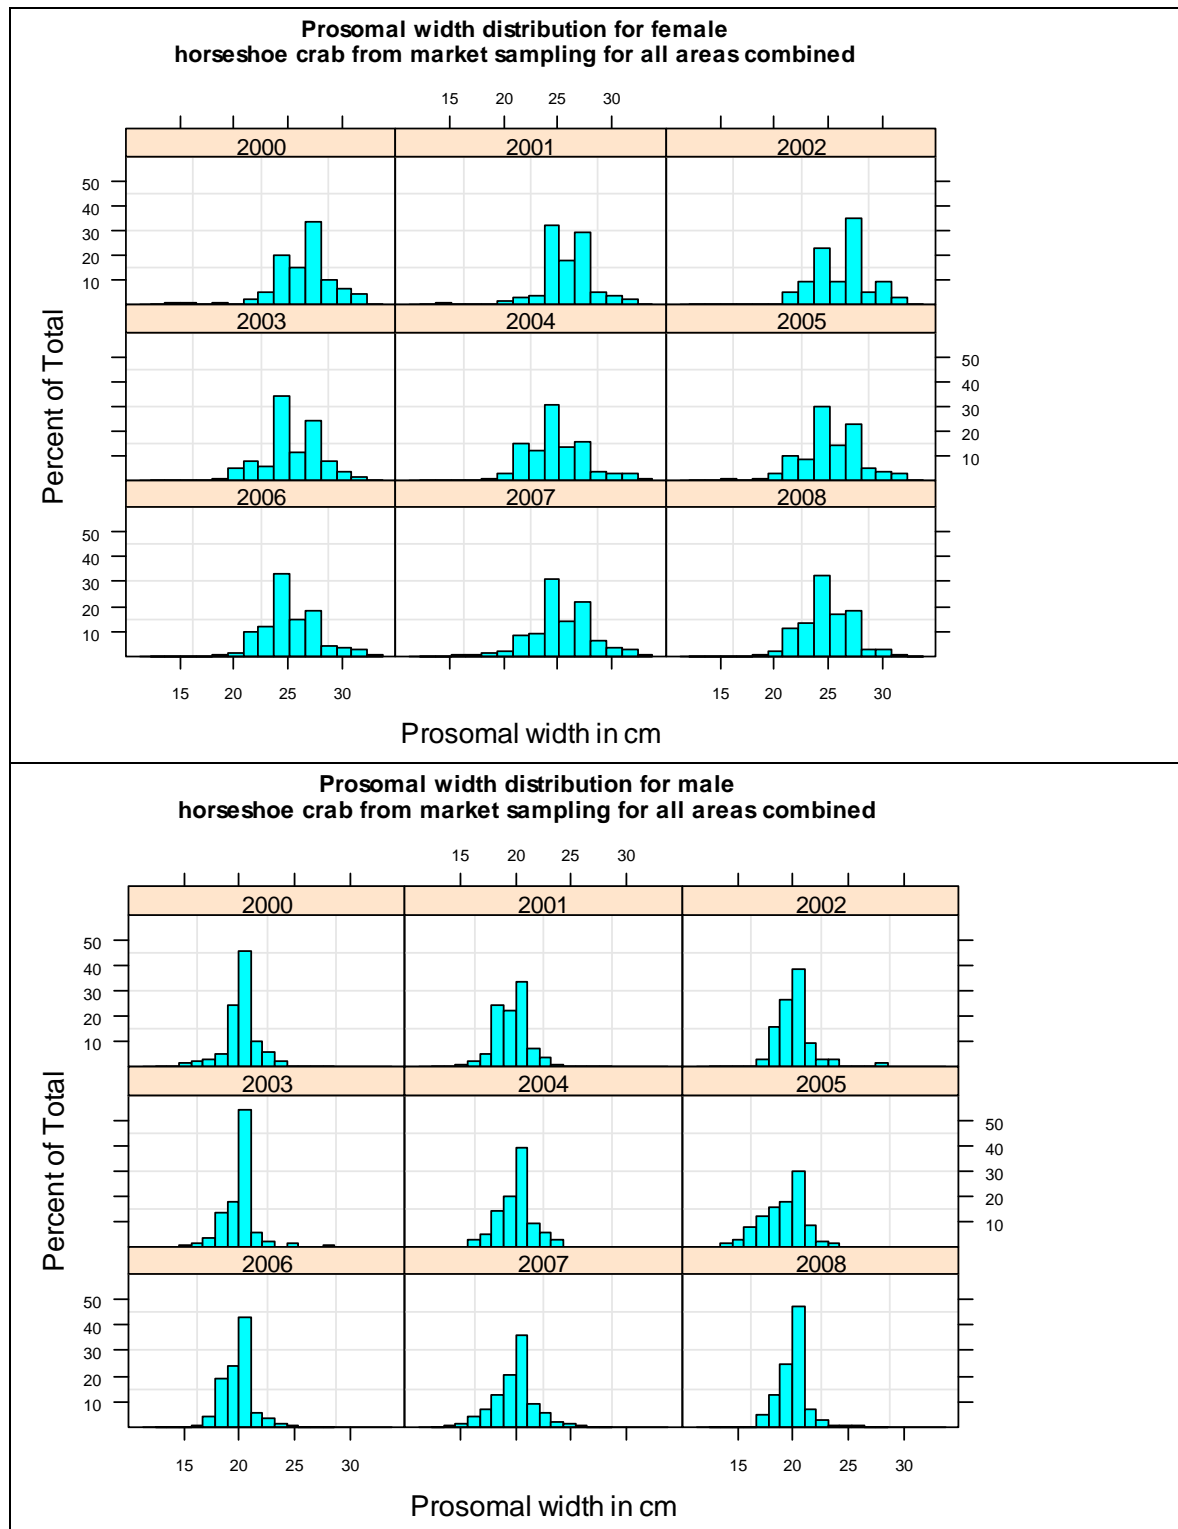 Prosomal width distribution for female
horseshoe crab from market sampling for all areas combined
15 20 25 30
2000 2001 2002
50
40
30
20
10
2003 2004 2005
50
40
30
20
10
Percent of Total
2006 2007 2008
50
40
30
20
10
15 20 25 30 15 20 25 30
Prosomal width in cm
Prosomal width distribution for male
horseshoe crab from market sampling for all areas combined
15 20 25 30
2000 2001 2002
50
40
30
20
10
2003 2004 2005
50
40
30
20
10
Percent of Total
2006 2007 2008
50
40
30
20
10
15 20 25 30 15 20 25 30
Prosomal width in cm